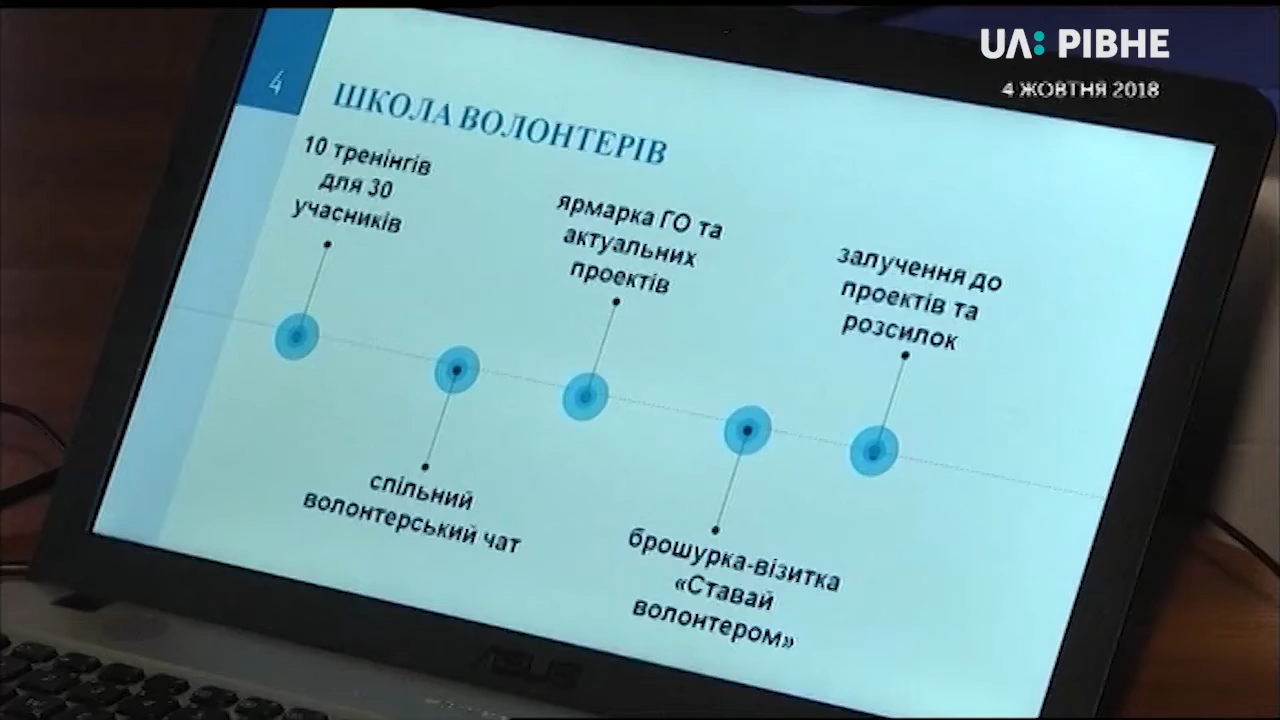 UA: РІВНЕ
4 ЖОВТНЯ 2018
4
ШКОЛА ВОЛОНТЕРІВ
10 тренінгів
для 30
учасників
спільний
волонтерський чат
ярмарка ГО та
актуальних
проектів
брошурка-візитка
«Ставай
волонтером»
залучення до
проектів та
розсилок
ASUS